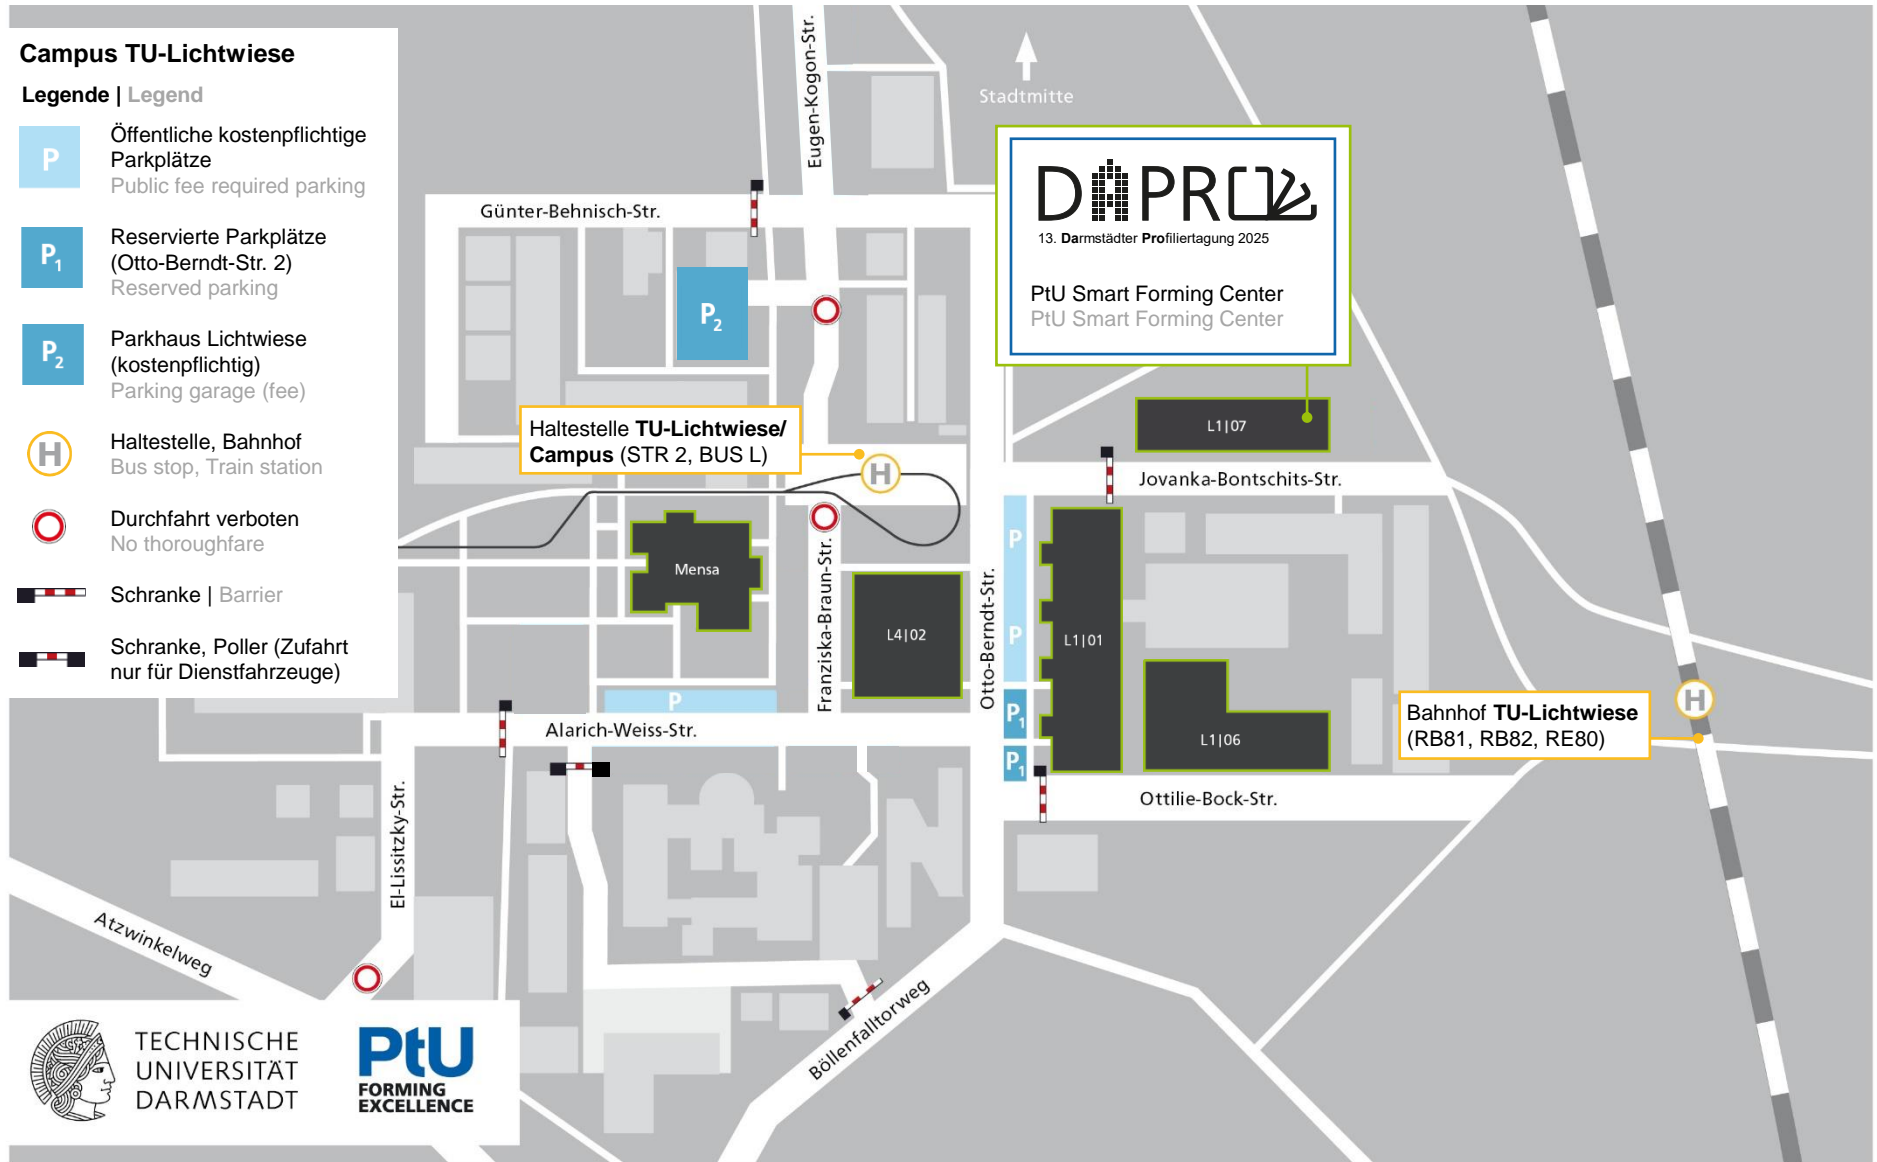 Campus TU-Lichtwiese
Legende | Legend
P
Öffentliche kostenpflichtige
Parkplätze
Public fee required parking
P1
Reservierte Parkplätze
(Otto-Berndt-Str. 2)
Reserved parking
P2
Parkhaus Lichtwiese
(kostenpflichtig)
Parking garage (fee)
H
Haltestelle, Bahnhof
Bus stop, Train station
Durchfahrt verboten
No thoroughfare
Schranke | Barrier
Schranke, Poller (Zufahrt
nur für Dienstfahrzeuge)
Eugen-Kogon-Str.
Stadtmitte
Günter-Behnisch-Str.
DAPRO
13. Darmstädter Profiliertagung 2025
PtU Smart Forming Center
PtU Smart Forming Center
P2
Haltestelle TU-Lichtwiese/
Campus (STR 2, BUS L)
H
L1|07
Jovanka-Bontschits-Str.
Mensa
Franziska-Braun-Str.
L4|02
Otto-Berndt-Str.
P
P
L1|01
P
P1
P1
Alarich-Weiss-Str.
L1|06
Bahnhof TU-Lichtwiese
(RB81, RB82, RE80)
H
Ottilie-Bock-Str.
El-Lissitzky-Str.
Atzwinkelweg
Böllenfalltorweg
TECHNISCHE
UNIVERSITÄT
DARMSTADT
PtU
FORMING
EXCELLENCE